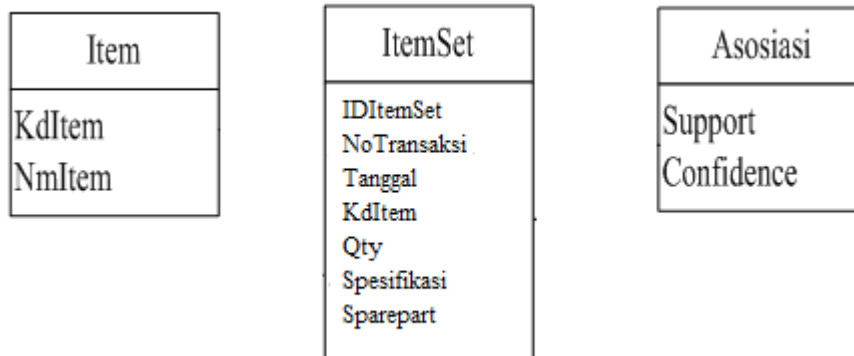 Item
KdItem
NmItem
ItemSet
IDItemSet
NoTransaksi
Tanggal
KdItem
Qty
Spesifikasi
Sparepart
Asosiasi
Support
Confidence